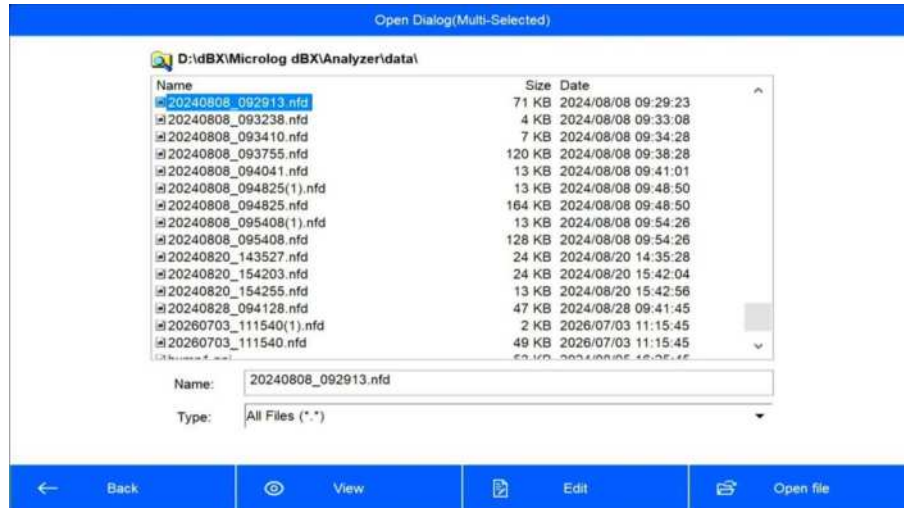 Open Dialog(Multi-Selected)
D:\dBX\Microlog dBX\Analyzer\data\
Name Size Date
20240808_092913.nfd 71 KB 2024/08/08 09:29:23
20240808_093238.nfd 4 KB 2024/08/08 09:33:08
20240808_093410.nfd 7 KB 2024/08/08 09:34:28
20240808_093755.nfd 120 KB 2024/08/08 09:38:28
20240808_094041.nfd 13 KB 2024/08/08 09:41:01
20240808_094825(1).nfd 13 KB 2024/08/08 09:48:50
20240808_094825.nfd 164 KB 2024/08/08 09:48:50
20240808_095408(1).nfd 13 KB 2024/08/08 09:54:26
20240808_095408.nfd 128 KB 2024/08/08 09:54:26
20240820_143527.nfd 24 KB 2024/08/20 14:35:28
20240820_154203.nfd 24 KB 2024/08/20 15:42:04
20240820_154255.nfd 13 KB 2024/08/20 15:42:56
20240828_094128.nfd 47 KB 2024/08/28 09:41:45
20260703_111540(1).nfd 2 KB 2026/07/03 11:15:45
20260703_111540.nfd 49 KB 2026/07/03 11:15:45
Name: 20240808_092913.nfd
Type: All Files (*.*)
Back View Edit Open file